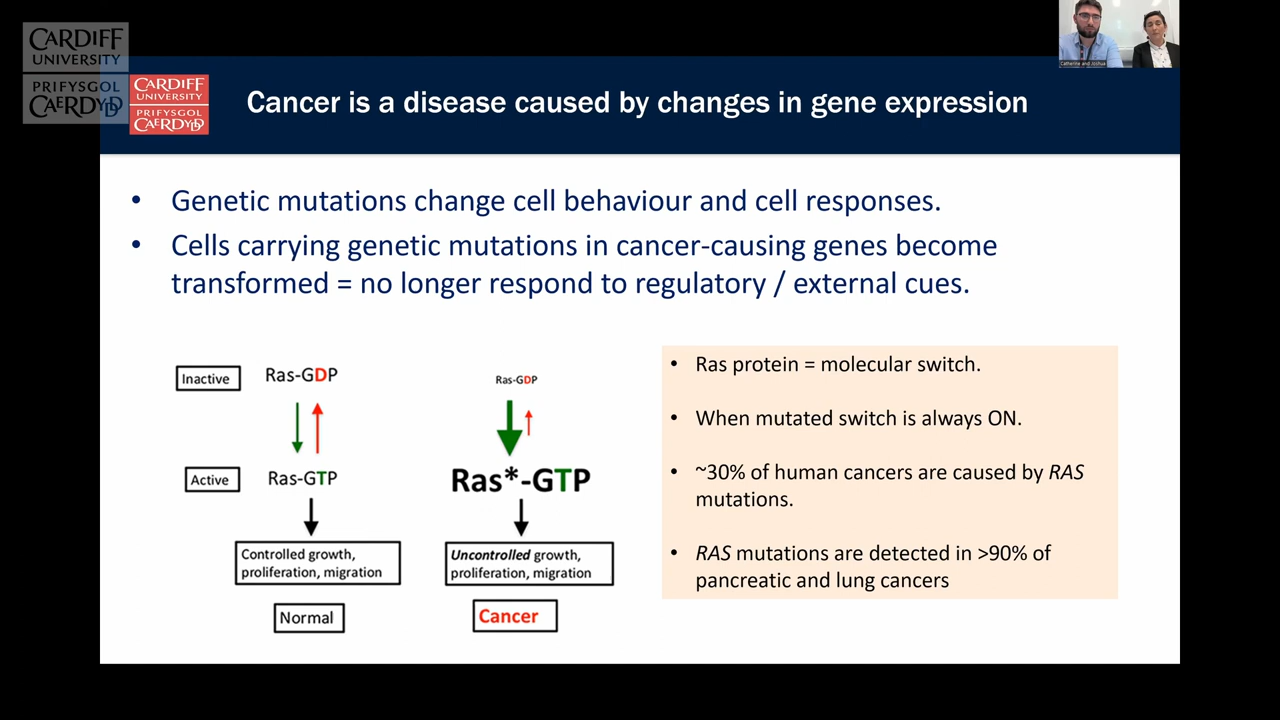 CARDIFF
UNIVERSITY
PRIFYSGOL
CAERDYDD
CARDIFF
UNIVERSITY
PRIFYSGOL
CAERDYDD
Catherine and Joshua
Cancer is a disease caused by changes in gene expression
• Genetic mutations change cell behaviour and cell responses.
• Cells carrying genetic mutations in cancer-causing genes become
transformed = no longer respond to regulatory / external cues.
Inactive
Ras-GDP
Ras-GDP
Active
Ras-GTP
Ras*-GTP
Controlled growth,
proliferation, migration
Uncontrolled growth,
proliferation, migration
Normal
Cancer
• Ras protein = molecular switch.
• When mutated switch is always ON.
• ~30% of human cancers are caused by RAS
mutations.
• RAS mutations are detected in >90% of
pancreatic and lung cancers